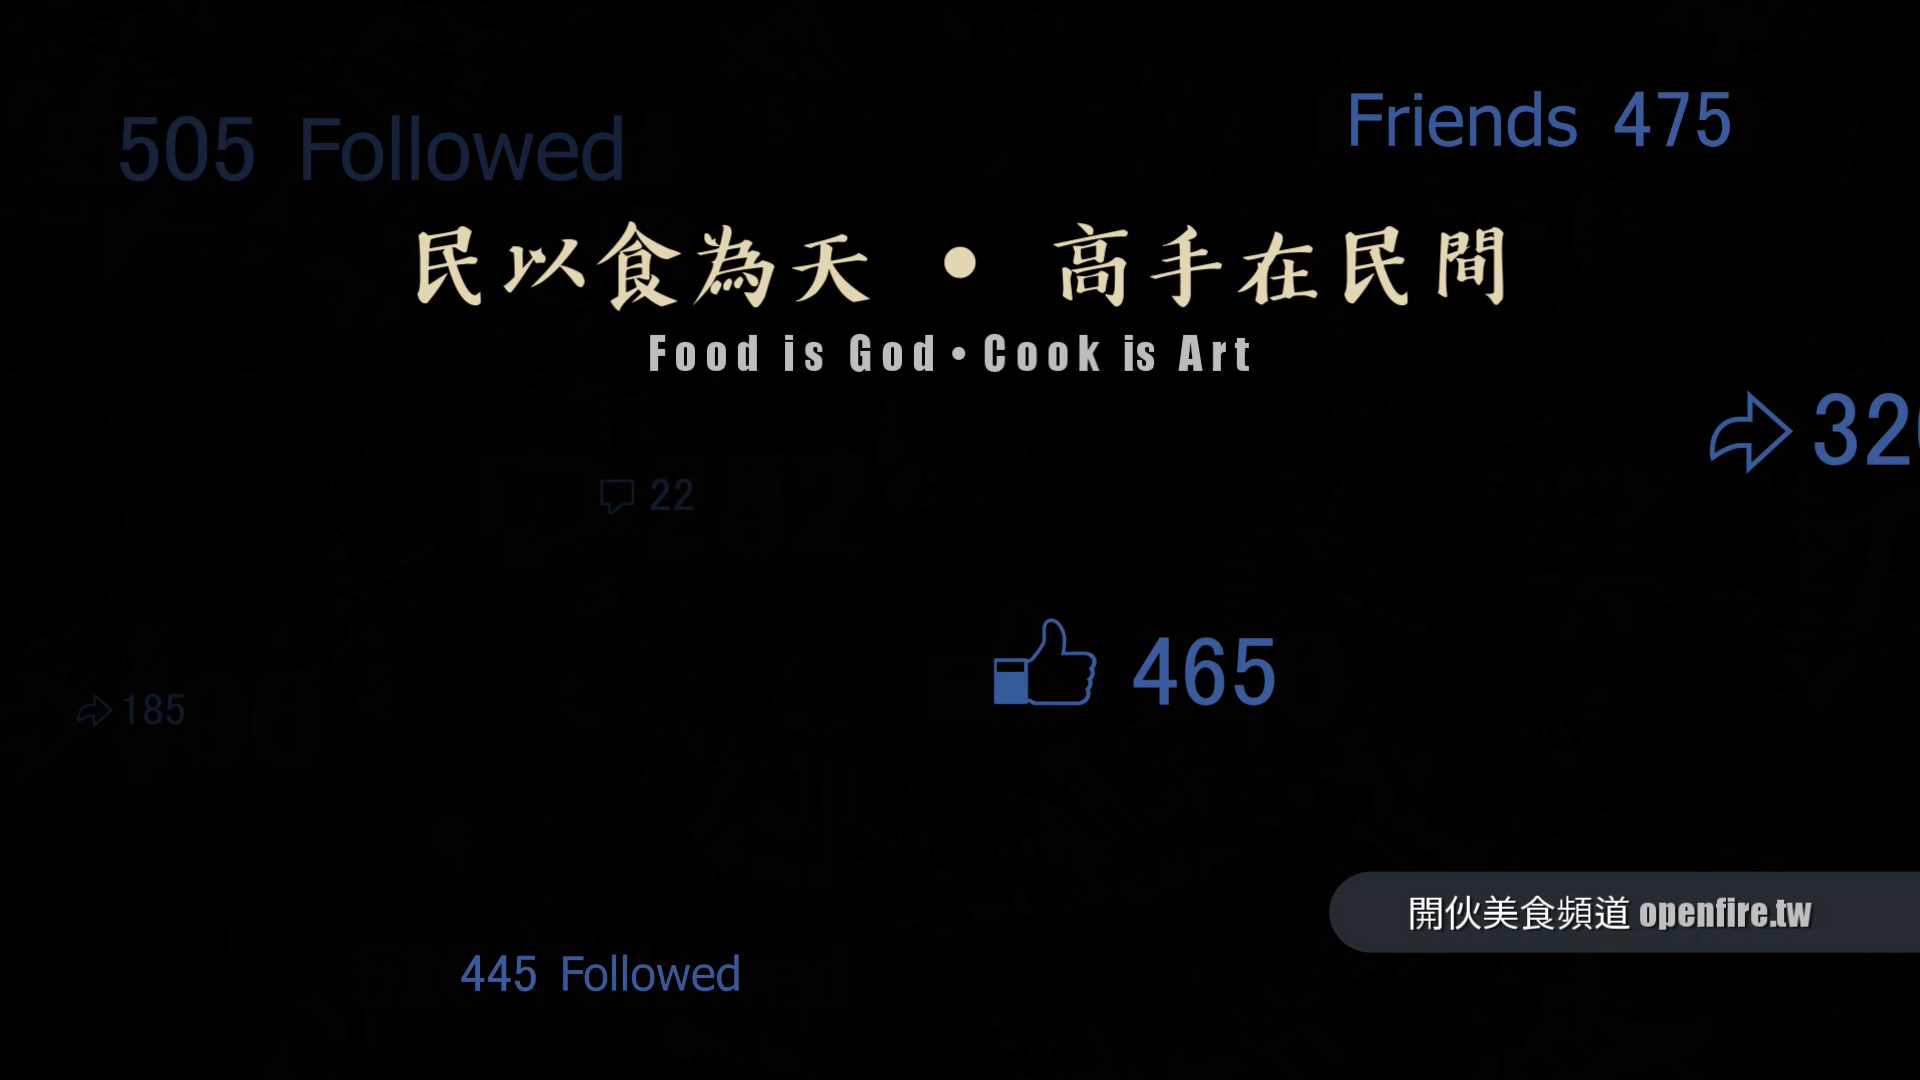 Friends 475
505 Followed
民以食為天 • 高手在民間
Food is God•Cook is Art
22
465
185
開伙美食頻道 openfire.tw
445 Followed